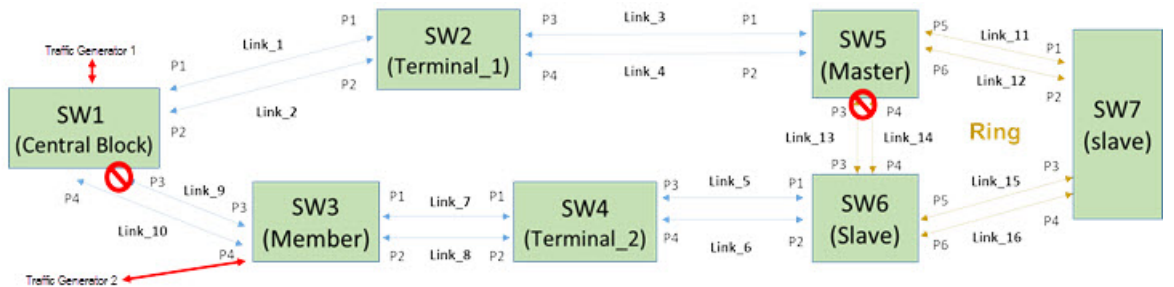 Traffic Generator 1
SW1
(Central Block)
P1
P2
P3
P4
Link_1
Link_2
P1
P2
SW2
(Terminal_1)
P3
P4
Link_3
Link_4
P1
P2
SW5
(Master)
P5
P6
P3
P4
Link_11
Link_12
P1
P2
SW7
(slave)
P3
P4
Link_13
Link_14
Ring
P3
P4
SW6
(Slave)
P5
P6
Link_15
Link_16
P1
P2
Link_5
Link_6
P3
P4
SW4
(Terminal_2)
P1
P2
Link_7
Link_8
P1
P2
SW3
(Member)
P3
P4
Link_9
Link_10
Traffic Generator 2